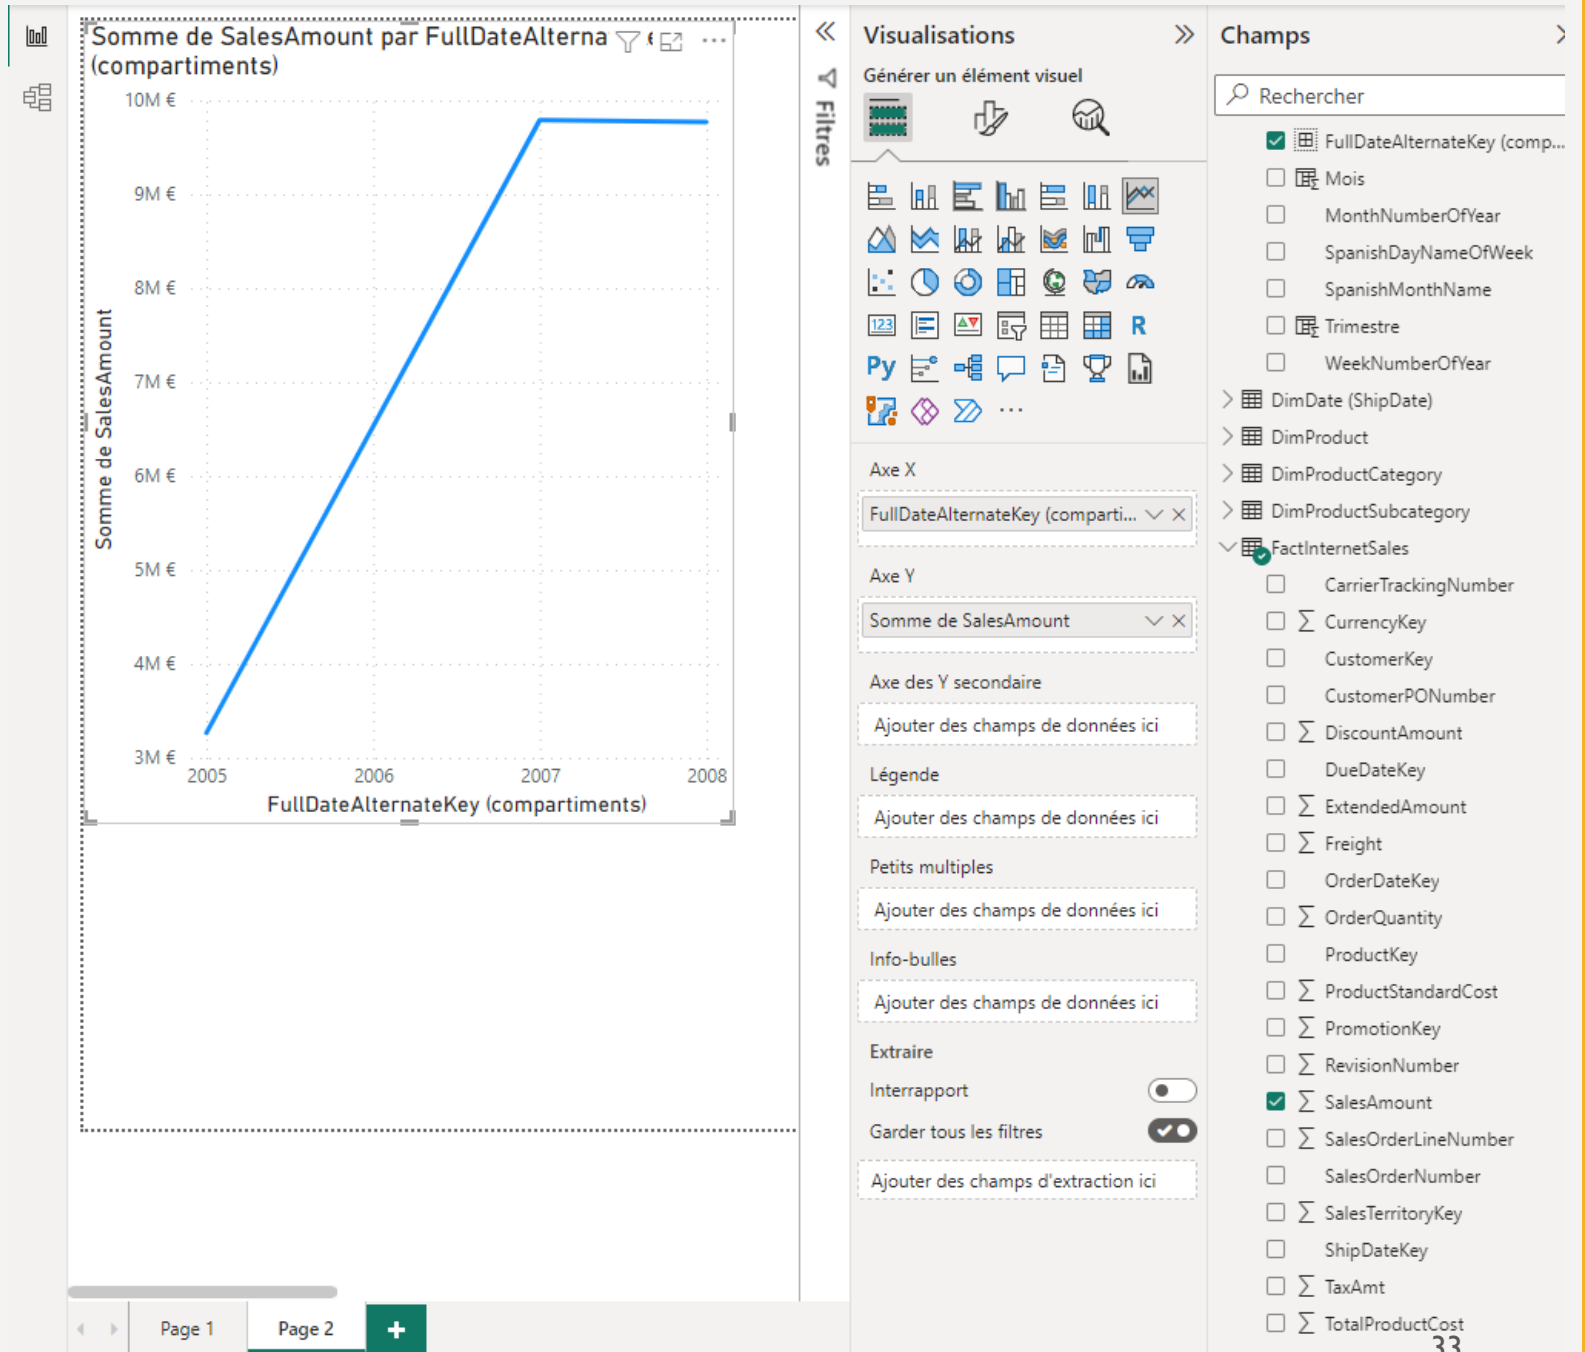 Somme de SalesAmount par FullDateAlterna
(compartiments)
10M €
9M €
8M €
7M €
6M €
5M €
4M €
3M €
Somme de SalesAmount
2005 2006 2007 2008
FullDateAlternateKey (compartiments)
Page 1
Page 2
+
Filtres
Visualisations
Générer un élément visuel
123
R
Py
...
Axe X
FullDateAlternateKey (comparti...
Axe Y
Somme de SalesAmount
Axe des Y secondaire
Ajouter des champs de données ici
Légende
Ajouter des champs de données ici
Petits multiples
Ajouter des champs de données ici
Info-bulles
Ajouter des champs de données ici
Extraire
Interrapport
Garder tous les filtres
Ajouter des champs d'extraction ici
Champs
Rechercher
FullDateAlternateKey (comp...
Mois
MonthNumberOfYear
SpanishDayNameOfWeek
SpanishMonthName
Trimestre
WeekNumberOfYear
DimDate (ShipDate)
DimProduct
DimProductCategory
DimProductSubcategory
FactInternetSales
CarrierTrackingNumber
∑ CurrencyKey
CustomerKey
CustomerPONumber
∑ DiscountAmount
DueDateKey
∑ ExtendedAmount
∑ Freight
OrderDateKey
∑ OrderQuantity
ProductKey
∑ ProductStandardCost
∑ PromotionKey
∑ RevisionNumber
∑ SalesAmount
∑ SalesOrderLineNumber
SalesOrderNumber
∑ SalesTerritoryKey
ShipDateKey
∑ TaxAmt
∑ TotalProductCost
33